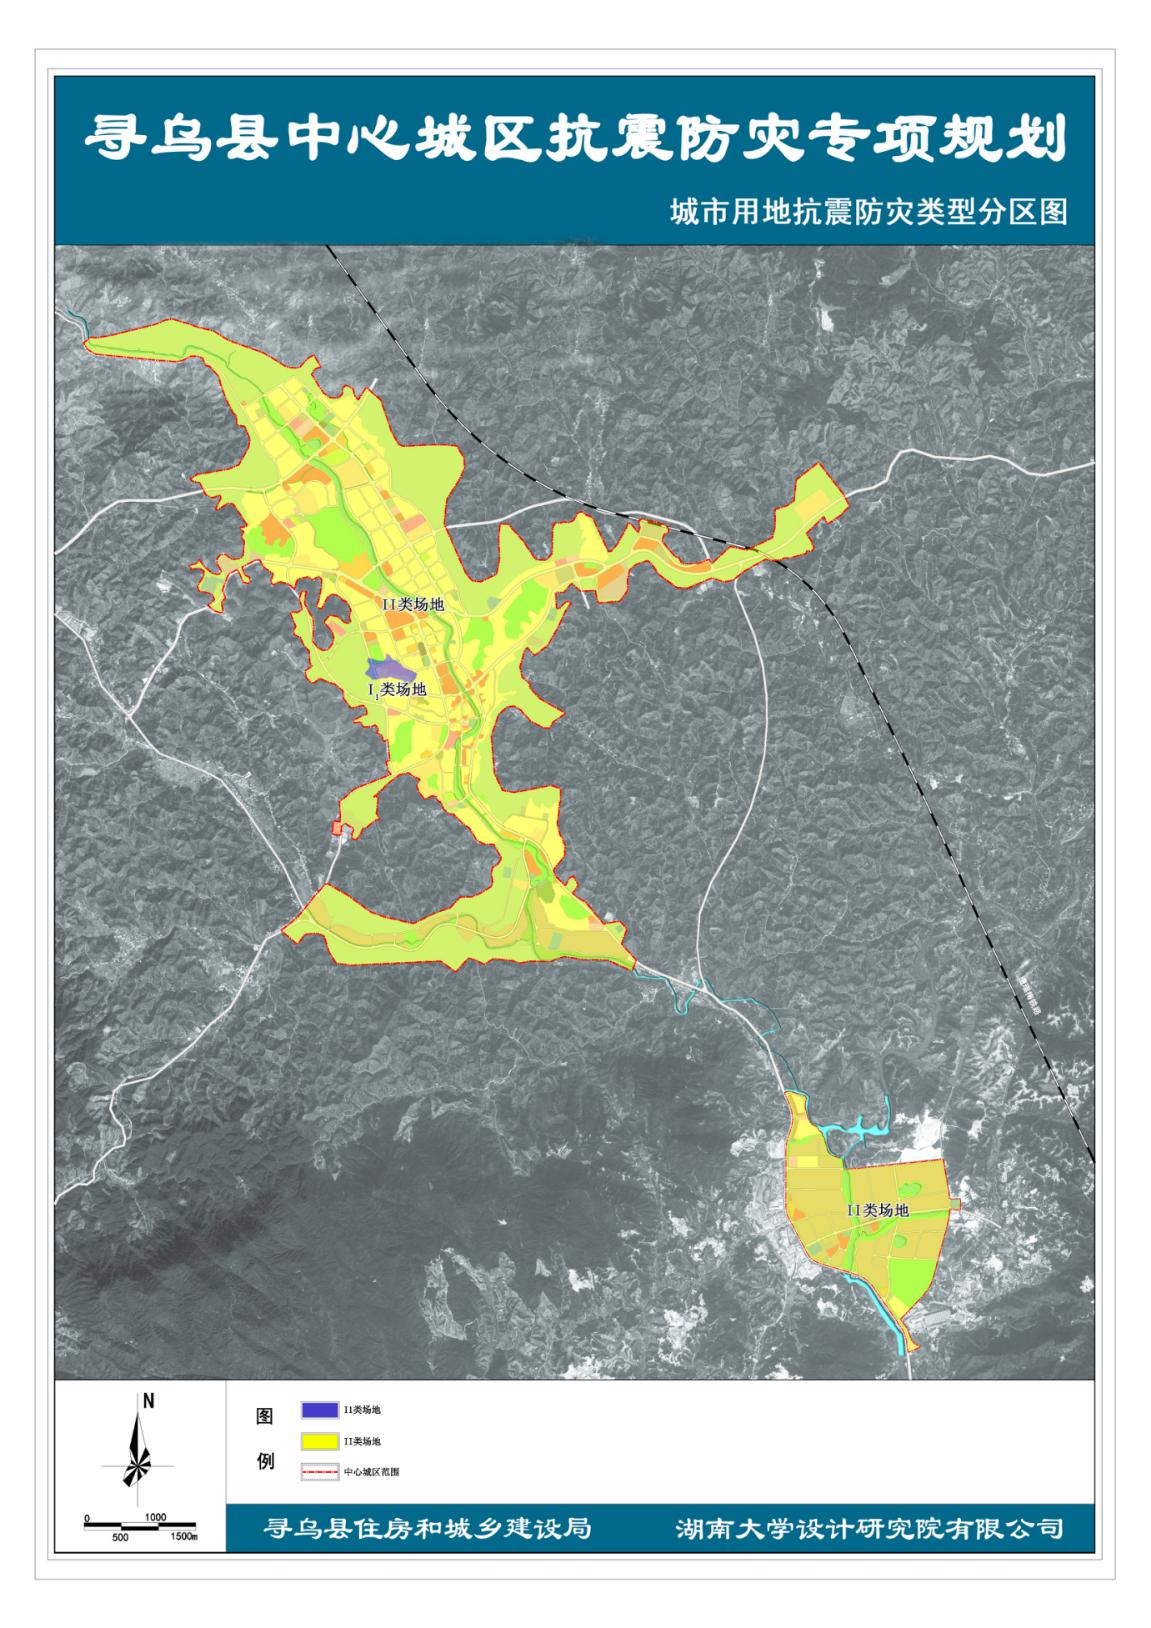 寻乌县中心城区抗震防灾专项规划
城市用地抗震防灾类型分区图
II类场地
I1类场地
II类场地
N
0 1000
500 1500m
图例
I1类场地
II类场地
中心城区范围
寻乌县住房和城乡建设局 湖南大学设计研究院有限公司